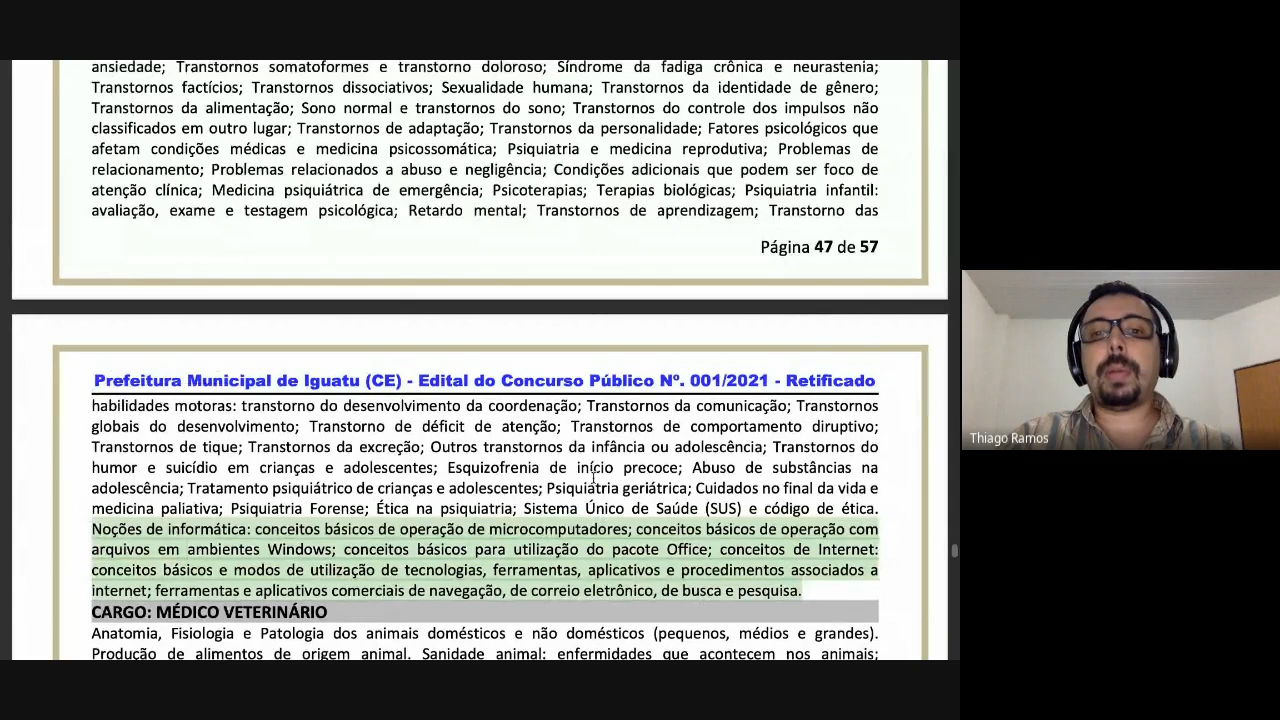 ansiedade; Transtornos somatoformes e transtorno doloroso; Síndrome da fadiga crônica e neurastenia;
Transtornos factícios; Transtornos dissociativos; Sexualidade humana; Transtornos da identidade de gênero;
Transtornos da alimentação; Sono normal e transtornos do sono; Transtornos do controle dos impulsos não
classificados em outro lugar; Transtornos de adaptação; Transtornos da personalidade; Fatores psicológicos que
afetam condições médicas e medicina psicossomática; Psiquiatria e medicina reprodutiva; Problemas de
relacionamento; Problemas relacionados a abuso e negligência; Condições adicionais que podem ser foco de
atenção clínica; Medicina psiquiátrica de emergência; Psicoterapias; Terapias biológicas; Psiquiatria infantil:
avaliação, exame e testagem psicológica; Retardo mental; Transtornos de aprendizagem; Transtorno das
Página 47 de 57
Prefeitura Municipal de Iguatu (CE) - Edital do Concurso Público Nº. 001/2021 - Retificado
habilidades motoras: transtorno do desenvolvimento da coordenação; Transtornos da comunicação; Transtornos
globais do desenvolvimento; Transtorno de déficit de atenção; Transtornos de comportamento diruptivo;
Transtornos de tique; Transtornos da excreção; Outros transtornos da infância ou adolescência; Transtornos do
humor e suicídio em crianças e adolescentes; Esquizofrenia de início precoce; Abuso de substâncias na
adolescência; Tratamento psiquiátrico de crianças e adolescentes; Psiquiatria geriátrica; Cuidados no final da vida e
medicina paliativa; Psiquiatria Forense; Ética na psiquiatria; Sistema Único de Saúde (SUS) e código de ética.
Noções de informática: conceitos básicos de operação de microcomputadores; conceitos básicos de operação com
arquivos em ambientes Windows; conceitos básicos para utilização do pacote Office; conceitos de Internet:
conceitos básicos e modos de utilização de tecnologias, ferramentas, aplicativos e procedimentos associados a
internet; ferramentas e aplicativos comerciais de navegação, de correio eletrônico, de busca e pesquisa.
CARGO: MÉDICO VETERINÁRIO
Anatomia, Fisiologia e Patologia dos animais domésticos e não domésticos (pequenos, médios e grandes).
Produção de alimentos de origem animal. Sanidade animal: enfermidades que acontecem nos animais;
Thiago Ramos